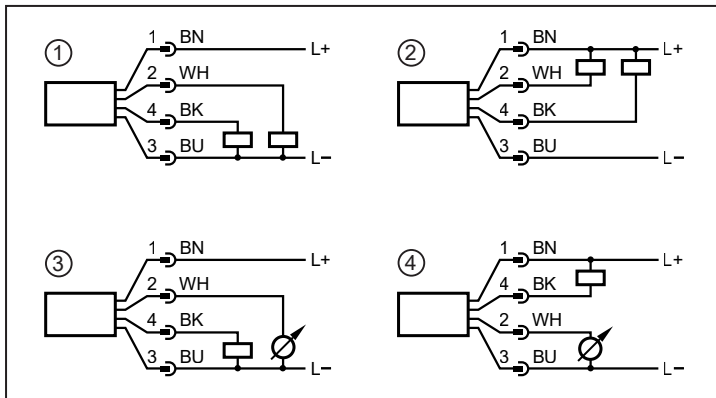 ① 1 BN L+
2 WH
4 BK
3 BU L−
② 1 BN L+
2 WH
4 BK
3 BU L−
③ 1 BN L+
2 WH
4 BK
3 BU L−
④ 1 BN L+
4 BK
2 WH
3 BU L−